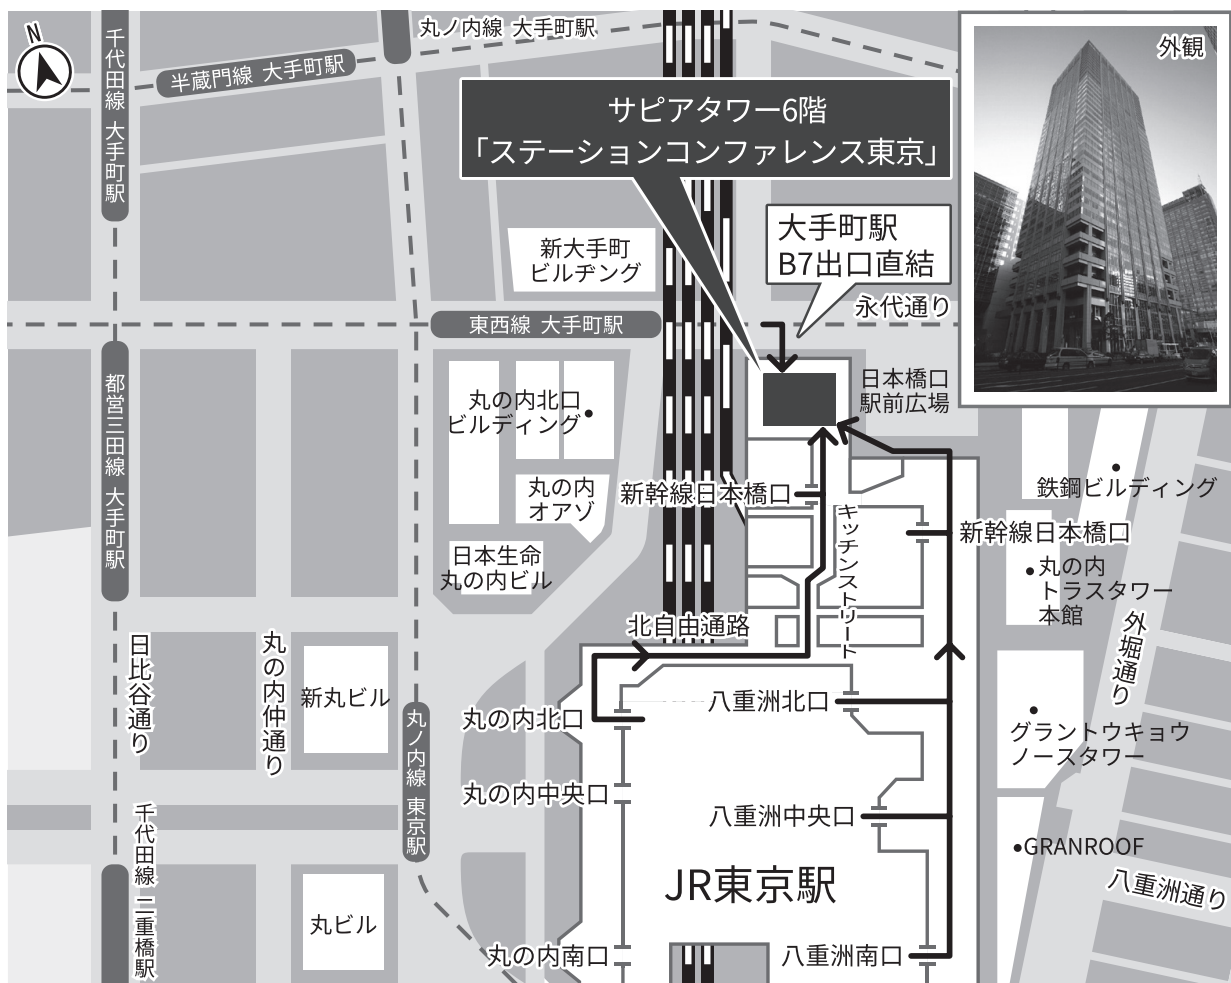 N
千代田線 大手町駅
半蔵門線 大手町駅
丸ノ内線 大手町駅
外観
サピアタワー6階
「ステーションコンファレンス東京」
新大手町
ビルヂング
大手町駅
B7出口直結
永代通り
東西線 大手町駅
都営三田線 大手町駅
丸の内北口
ビルディング
日本橋口
駅前広場
丸の内
オアゾ
新幹線日本橋口
キッチンストリート
鉄鋼ビルディング
新幹線日本橋口
日本生命
丸の内ビル
丸の内
トラスタワー
本館
北自由通路
外堀通り
日比谷通り
丸の内仲通り
新丸ビル
丸ノ内線 東京駅
丸の内北口
八重洲北口
グラントウキョウ
ノースタワー
丸の内中央口
八重洲中央口
千代田線 二重橋駅
GRANROOF
JR東京駅
八重洲通り
丸ビル
丸の内南口
八重洲南口